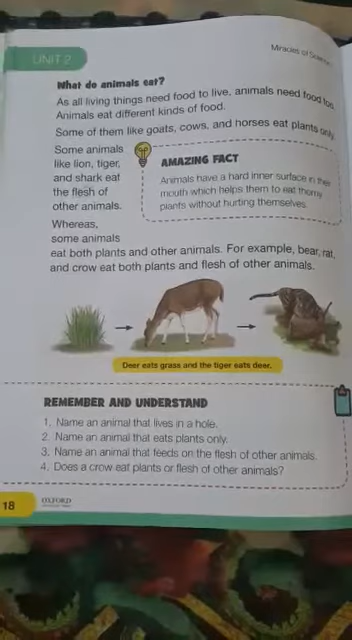 UNIT 2
Miracles of Science
What do animals eat?
As all living things need food to live, animals need food too.
Animals eat different kinds of food.
Some of them like goats, cows, and horses eat plants only.
Some animals
like lion, tiger,
and shark eat
the flesh of
other animals.
AMAZING FACT
Animals have a hard inner surface in their
mouth which helps them to eat thorny
plants without hurting themselves.
Whereas,
some animals
eat both plants and other animals. For example, bear, rat,
and crow eat both plants and flesh of other animals.
Deer eats grass and the tiger eats deer.
REMEMBER AND UNDERSTAND
1. Name an animal that lives in a hole.
2. Name an animal that eats plants only.
3. Name an animal that feeds on the flesh of other animals.
4. Does a crow eat plants or flesh of other animals?
18
OXFORD